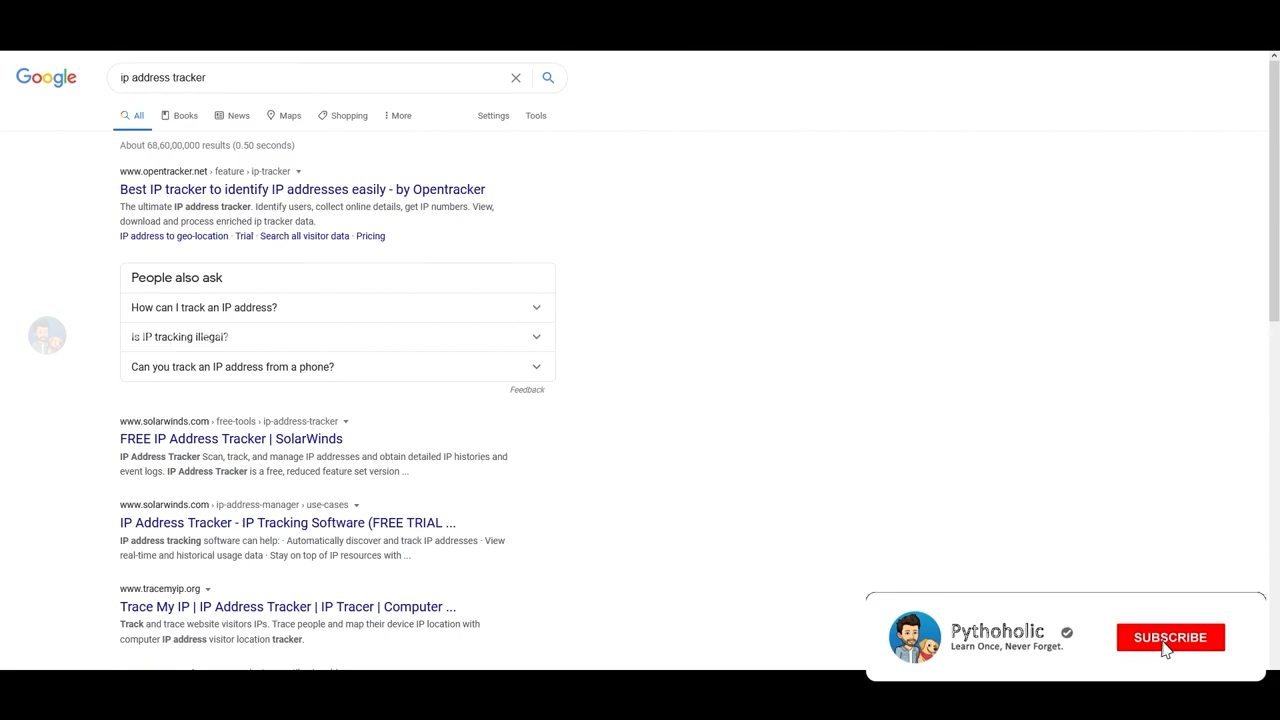 Google
ip address tracker
All Books News Maps Shopping More Settings Tools
About 68,60,00,000 results (0.50 seconds)
www.opentracker.net › feature › ip-tracker
Best IP tracker to identify IP addresses easily - by Opentracker
The ultimate IP address tracker. Identify users, collect online details, get IP numbers. View,
download and process enriched ip tracker data.
IP address to geo-location · Trial · Search all visitor data · Pricing
People also ask
How can I track an IP address?
Is IP tracking illegal?
Can you track an IP address from a phone?
Feedback
www.solarwinds.com › free-tools › ip-address-tracker
FREE IP Address Tracker | SolarWinds
IP Address Tracker Scan, track, and manage IP addresses and obtain detailed IP histories and
event logs. IP Address Tracker is a free, reduced feature set version ...
www.solarwinds.com › ip-address-manager › use-cases
IP Address Tracker - IP Tracking Software (FREE TRIAL ...
IP address tracking software can help: · Automatically discover and track IP addresses · View
real-time and historical usage data · Stay on top of IP resources with ...
www.tracemyip.org
Trace My IP | IP Address Tracker | IP Tracer | Computer ...
Track and trace website visitors IPs. Trace people and map their device IP location with
computer IP address visitor location tracker.
Pythoholic
Learn Once, Never Forget.
SUBSCRIBE